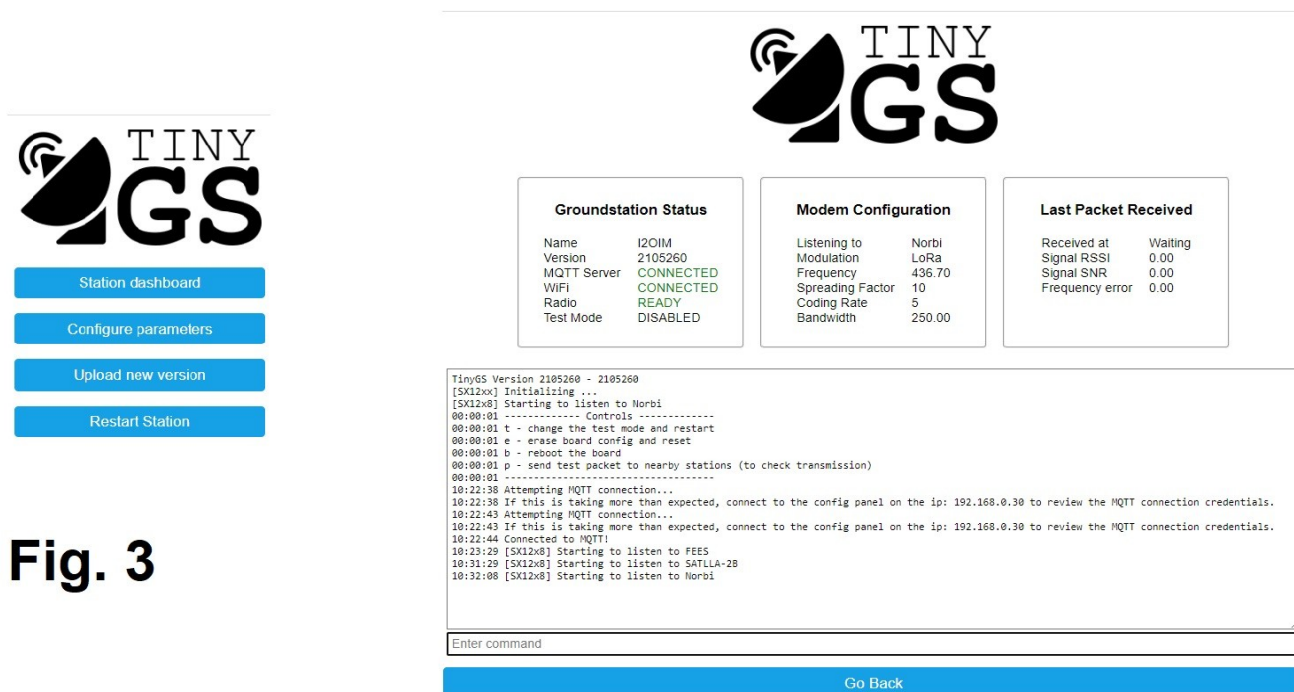 TINY
GS
Station dashboard
Configure parameters
Upload new version
Restart Station
Fig. 3
TINY
GS
Groundstation Status
Name I2OIM
Version 2105260
MQTT Server CONNECTED
WiFi CONNECTED
Radio READY
Test Mode DISABLED
Modem Configuration
Listening to Norbi
Modulation LoRa
Frequency 436.70
Spreading Factor 10
Coding Rate 5
Bandwidth 250.00
Last Packet Received
Received at Waiting
Signal RSSI 0.00
Signal SNR 0.00
Frequency error 0.00
TinyGS Version 2105260 - 2105260
[SX12xx] Initializing ...
[SX12x8] Starting to listen to Norbi
00:00:01 ------------- Controls -------------
00:00:01 t - change the test mode and restart
00:00:01 e - erase board config and reset
00:00:01 b - reboot the board
00:00:01 p - send test packet to nearby stations (to check transmission)
00:00:01 ------------------------------------
10:22:38 Attempting MQTT connection...
10:22:38 If this is taking more than expected, connect to the config panel on the ip: 192.168.0.30 to review the MQTT connection credentials.
10:22:43 Attempting MQTT connection...
10:22:43 If this is taking more than expected, connect to the config panel on the ip: 192.168.0.30 to review the MQTT connection credentials.
10:22:44 Connected to MQTT!
10:23:29 [SX12x8] Starting to listen to FEES
10:31:29 [SX12x8] Starting to listen to SATLLA-2B
10:32:08 [SX12x8] Starting to listen to Norbi
Enter command
Go Back